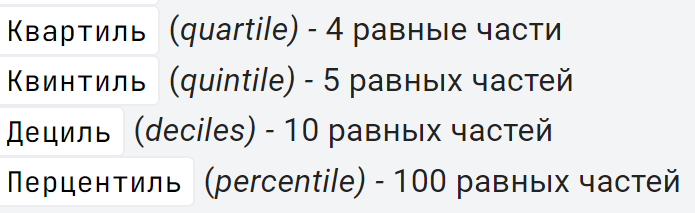 Квартиль (quartile) - 4 равные части
Квинтиль (quintile) - 5 равных частей
Дециль (deciles) - 10 равных частей
Перцентиль (percentile) - 100 равных частей